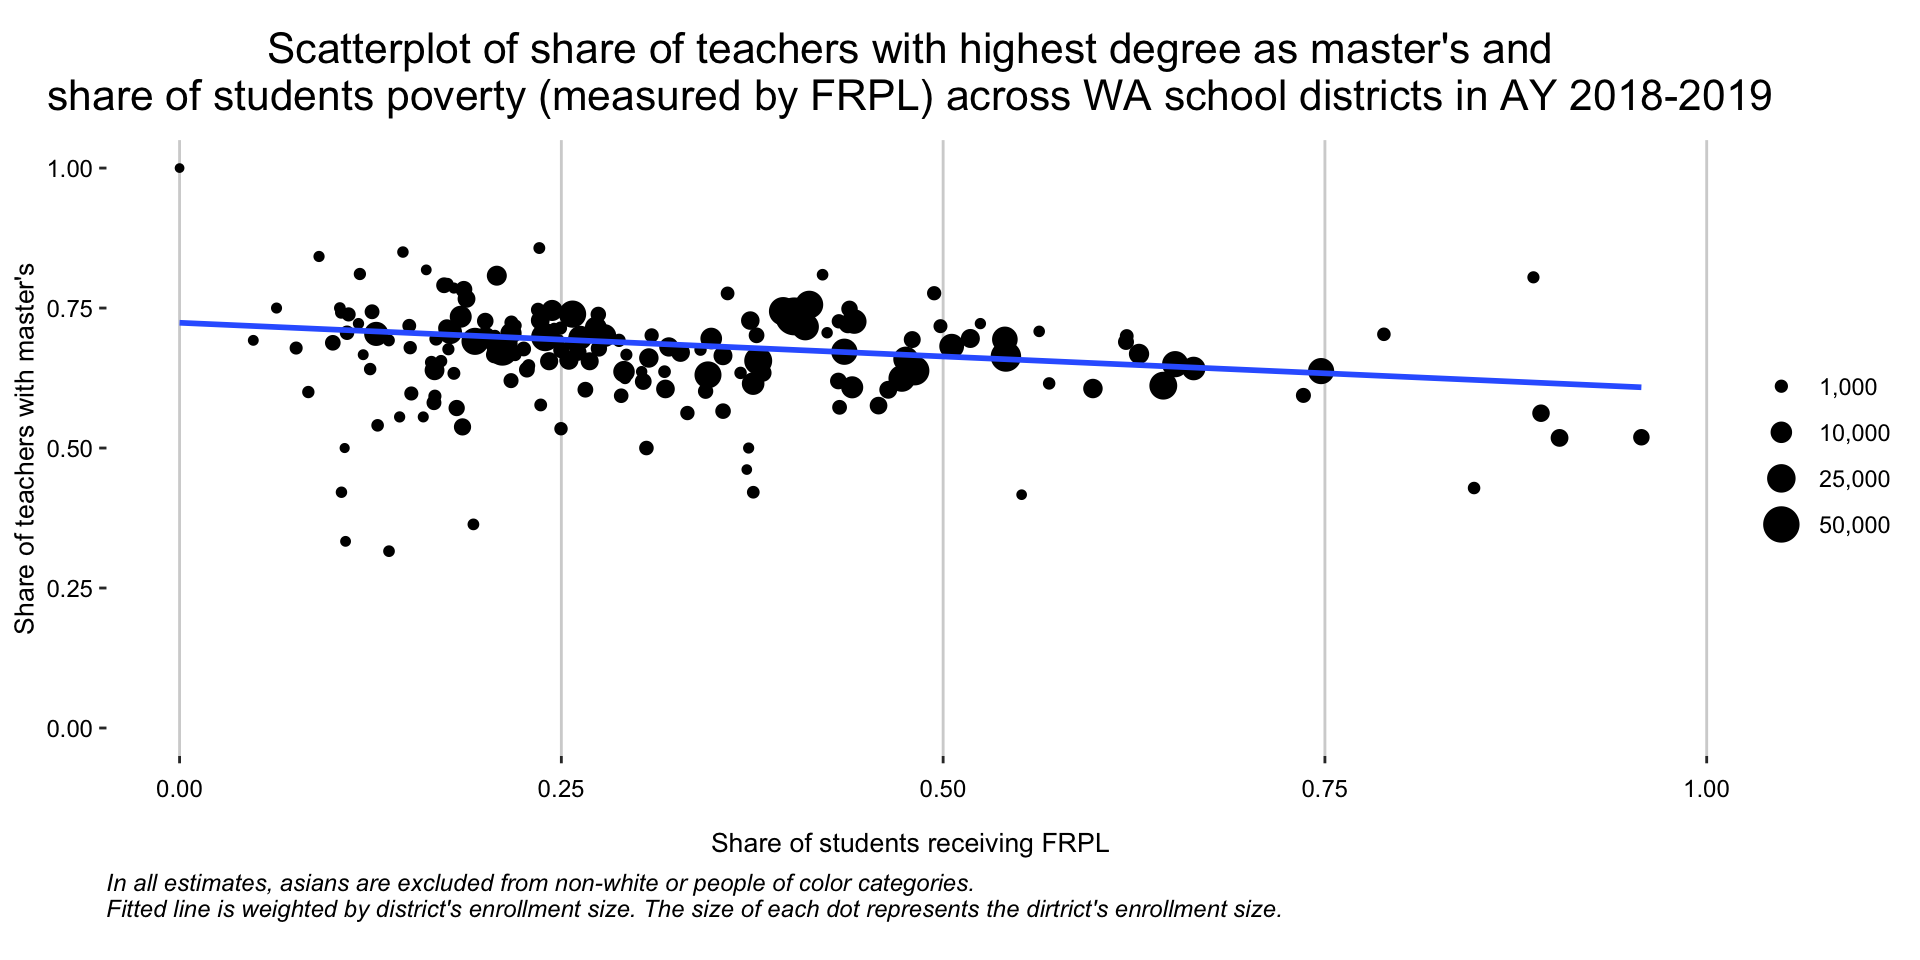 Scatterplot of share of teachers with highest degree as master's and
share of students poverty (measured by FRPL) across WA school districts in AY 2018-2019
Share of teachers with master's
1.00
0.75
0.50
0.25
0.00
0.00
0.25
0.50
0.75
1.00
Share of students receiving FRPL
1,000
10,000
25,000
50,000
In all estimates, asians are excluded from non-white or people of color categories.
Fitted line is weighted by district's enrollment size. The size of each dot represents the dirtrict's enrollment size.